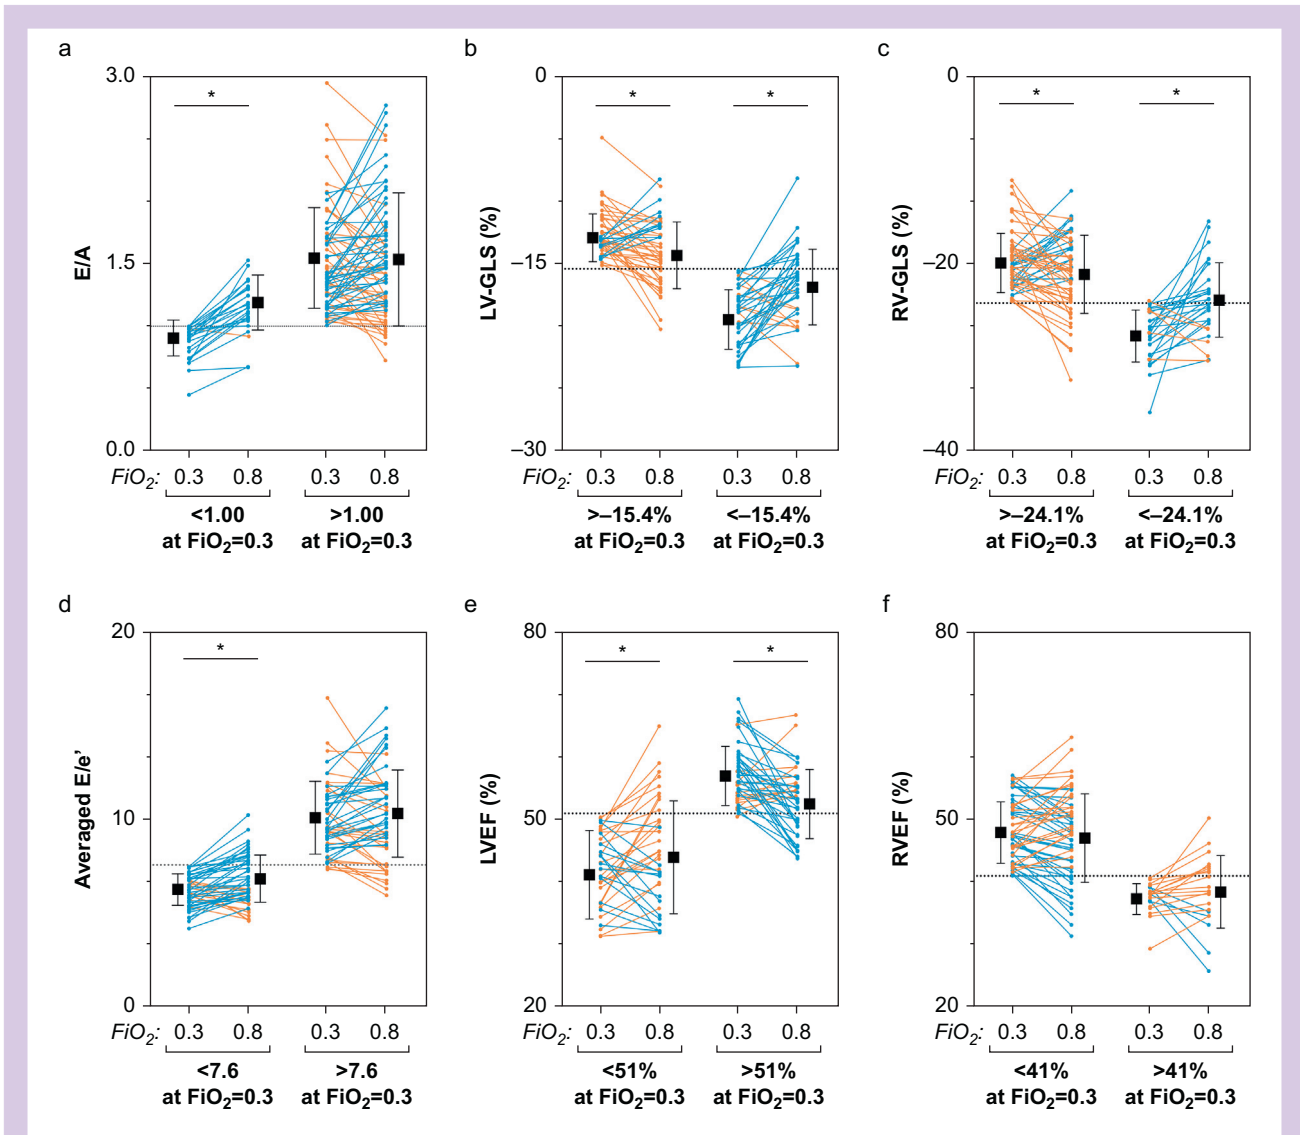 a
b
c
3.0
1.5
0.0
E/A
*
0
–15
–30
LV-GLS (%)
*
*
0
–20
–40
RV-GLS (%)
*
*
FiO2: 0.3 0.8 0.3 0.8
<1.00 >1.00
at FiO2=0.3 at FiO2=0.3
FiO2: 0.3 0.8 0.3 0.8
>–15.4% <–15.4%
at FiO2=0.3 at FiO2=0.3
FiO2: 0.3 0.8 0.3 0.8
>–24.1% <–24.1%
at FiO2=0.3 at FiO2=0.3
d
e
f
20
10
0
Averaged E/e’
*
80
50
20
LVEF (%)
*
*
80
50
20
RVEF (%)
FiO2: 0.3 0.8 0.3 0.8
<7.6 >7.6
at FiO2=0.3 at FiO2=0.3
FiO2: 0.3 0.8 0.3 0.8
<51% >51%
at FiO2=0.3 at FiO2=0.3
FiO2: 0.3 0.8 0.3 0.8
<41% >41%
at FiO2=0.3 at FiO2=0.3